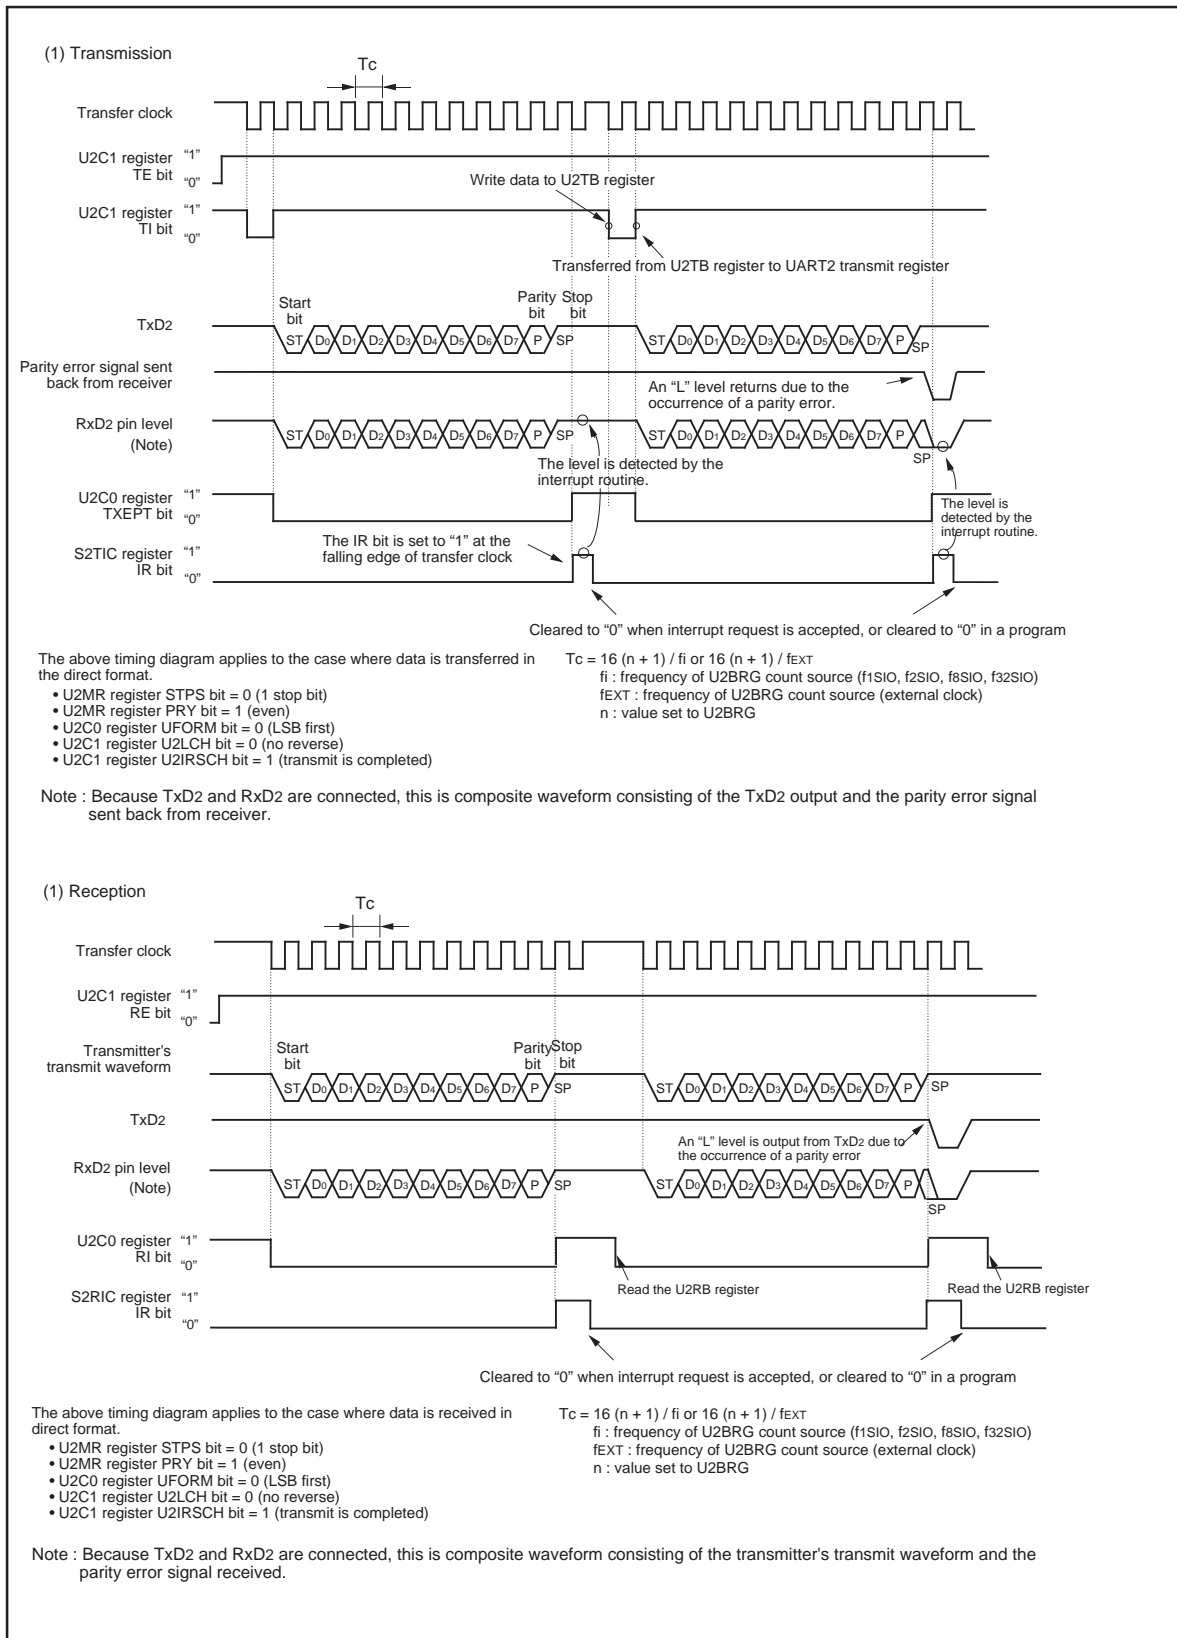 (1) Transmission
Tc
Transfer clock
U2C1 register “1”
TE bit “0”
Write data to U2TB register
U2C1 register “1”
TI bit “0”
Transferred from U2TB register to UART2 transmit register
Start bit
Parity bit
Stop bit
TxD2
ST D0 D1 D2 D3 D4 D5 D6 D7 P SP ST D0 D1 D2 D3 D4 D5 D6 D7 P SP
Parity error signal sent
back from receiver
An “L” level returns due to the
occurrence of a parity error.
RxD2 pin level
(Note)
ST D0 D1 D2 D3 D4 D5 D6 D7 P SP ST D0 D1 D2 D3 D4 D5 D6 D7 P
SP
The level is detected by the
interrupt routine.
U2C0 register “1”
TXEPT bit “0”
The level is
detected by the
interrupt routine.
The IR bit is set to “1” at the
falling edge of transfer clock
S2TIC register “1”
IR bit “0”
Cleared to “0” when interrupt request is accepted, or cleared to “0” in a program
The above timing diagram applies to the case where data is transferred in
the direct format.
• U2MR register STPS bit = 0 (1 stop bit)
• U2MR register PRY bit = 1 (even)
• U2C0 register UFORM bit = 0 (LSB first)
• U2C1 register U2LCH bit = 0 (no reverse)
• U2C1 register U2IRSCH bit = 1 (transmit is completed)
Tc = 16 (n + 1) / fi or 16 (n + 1) / fEXT
fi : frequency of U2BRG count source (f1SIO, f2SIO, f8SIO, f32SIO)
fEXT : frequency of U2BRG count source (external clock)
n : value set to U2BRG
Note : Because TxD2 and RxD2 are connected, this is composite waveform consisting of the TxD2 output and the parity error signal
sent back from receiver.
(1) Reception
Tc
Transfer clock
U2C1 register “1”
RE bit “0”
Transmitter's
transmit waveform
Start bit
Parity bit
Stop bit
ST D0 D1 D2 D3 D4 D5 D6 D7 P SP ST D0 D1 D2 D3 D4 D5 D6 D7 P SP
TxD2
An “L” level is output from TxD2 due to
the occurrence of a parity error
RxD2 pin level
(Note)
ST D0 D1 D2 D3 D4 D5 D6 D7 P SP ST D0 D1 D2 D3 D4 D5 D6 D7 P
SP
U2C0 register “1”
RI bit “0”
Read the U2RB register
Read the U2RB register
S2RIC register “1”
IR bit
“0”
Cleared to “0” when interrupt request is accepted, or cleared to “0” in a program
The above timing diagram applies to the case where data is received in
direct format.
• U2MR register STPS bit = 0 (1 stop bit)
• U2MR register PRY bit = 1 (even)
• U2C0 register UFORM bit = 0 (LSB first)
• U2C1 register U2LCH bit = 0 (no reverse)
• U2C1 register U2IRSCH bit = 1 (transmit is completed)
Tc = 16 (n + 1) / fi or 16 (n + 1) / fEXT
fi : frequency of U2BRG count source (f1SIO, f2SIO, f8SIO, f32SIO)
fEXT : frequency of U2BRG count source (external clock)
n : value set to U2BRG
Note : Because TxD2 and RxD2 are connected, this is composite waveform consisting of the transmitter's transmit waveform and the
parity error signal received.